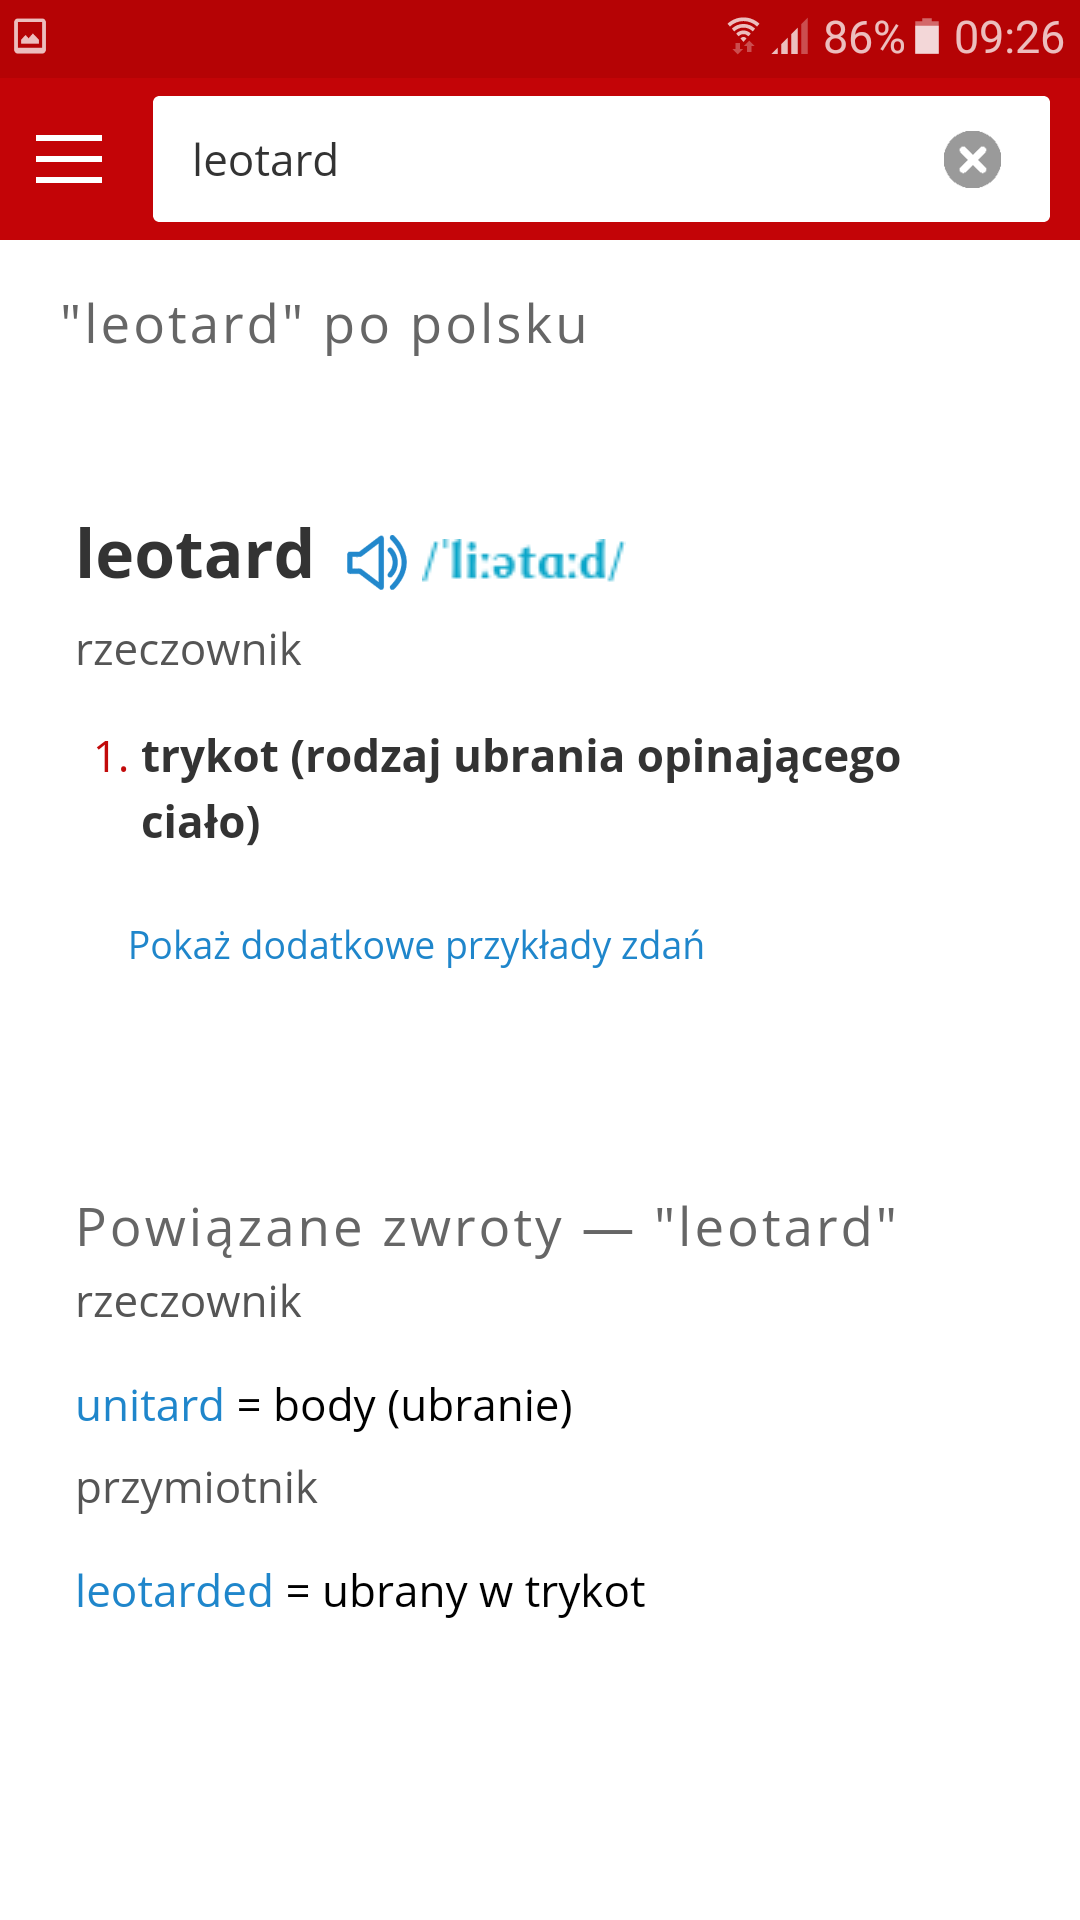 86% 09:26
leotard
"leotard" po polsku
leotard /ˈliːətɑːd/
rzeczownik
1. trykot (rodzaj ubrania opinającego
ciało)
Pokaż dodatkowe przykłady zdań
Powiązane zwroty — "leotard"
rzeczownik
unitard = body (ubranie)
przymiotnik
leotarded = ubrany w trykot